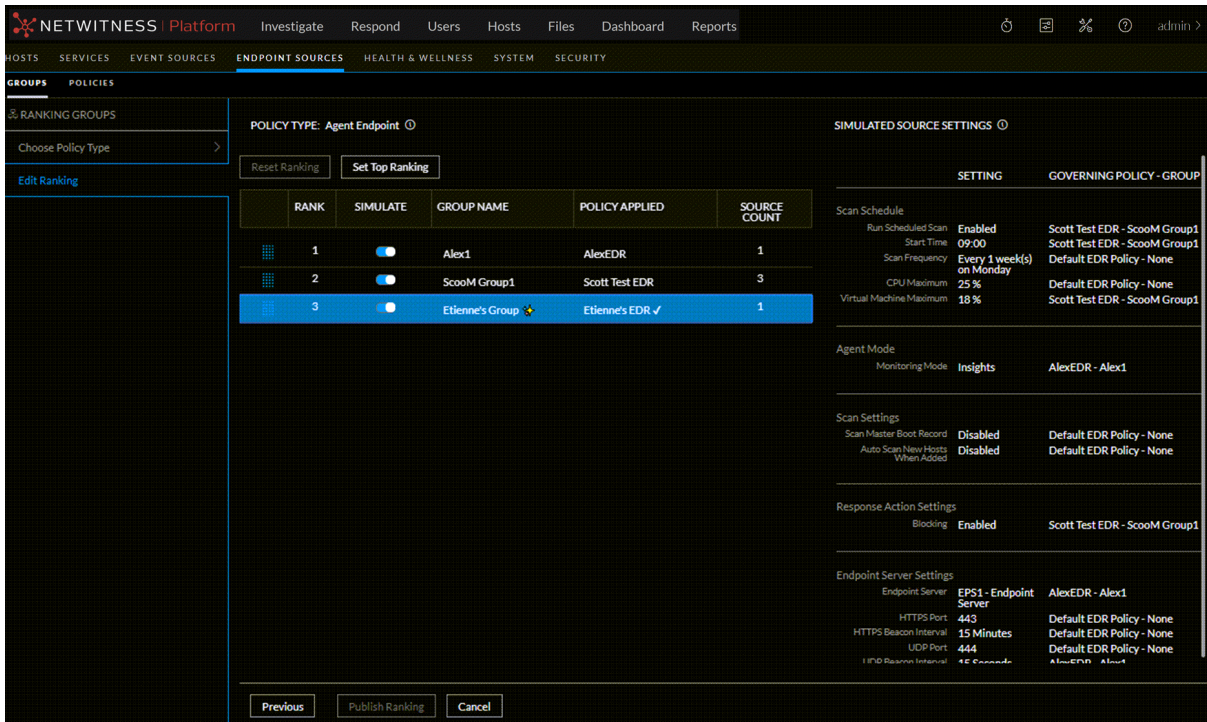 NETWITNESS | Platform Investigate Respond Users Hosts Files Dashboard Reports admin >
HOSTS SERVICES EVENT SOURCES ENDPOINT SOURCES HEALTH & WELLNESS SYSTEM SECURITY
GROUPS POLICIES
RANKING GROUPS
Choose Policy Type
Edit Ranking
POLICY TYPE: Agent Endpoint
Reset Ranking Set Top Ranking
RANK SIMULATE GROUP NAME POLICY APPLIED SOURCE COUNT
1 Alex1 AlexEDR 1
2 ScooM Group1 Scott Test EDR 3
3 Etienne's Group Etienne's EDR ✓ 1
SIMULATED SOURCE SETTINGS
SETTING GOVERNING POLICY - GROUP
Scan Schedule
Run Scheduled Scan Enabled Scott Test EDR - ScooM Group1
Start Time 09:00 Scott Test EDR - ScooM Group1
Scan Frequency Every 1 week(s) on Monday Default EDR Policy - None
CPU Maximum 25 % Default EDR Policy - None
Virtual Machine Maximum 18 % Scott Test EDR - ScooM Group1
Agent Mode
Monitoring Mode Insights AlexEDR - Alex1
Scan Settings
Scan Master Boot Record Disabled Default EDR Policy - None
Auto Scan New Hosts When Added Disabled Default EDR Policy - None
Response Action Settings
Blocking Enabled Scott Test EDR - ScooM Group1
Endpoint Server Settings
Endpoint Server EPS1 - Endpoint Server AlexEDR - Alex1
HTTPS Port 443 Default EDR Policy - None
HTTPS Beacon Interval 15 Minutes Default EDR Policy - None
UDP Port 444 Default EDR Policy - None
UDP Beacon Interval 15 Seconds AlexEDR - Alex1
Previous Publish Ranking Cancel